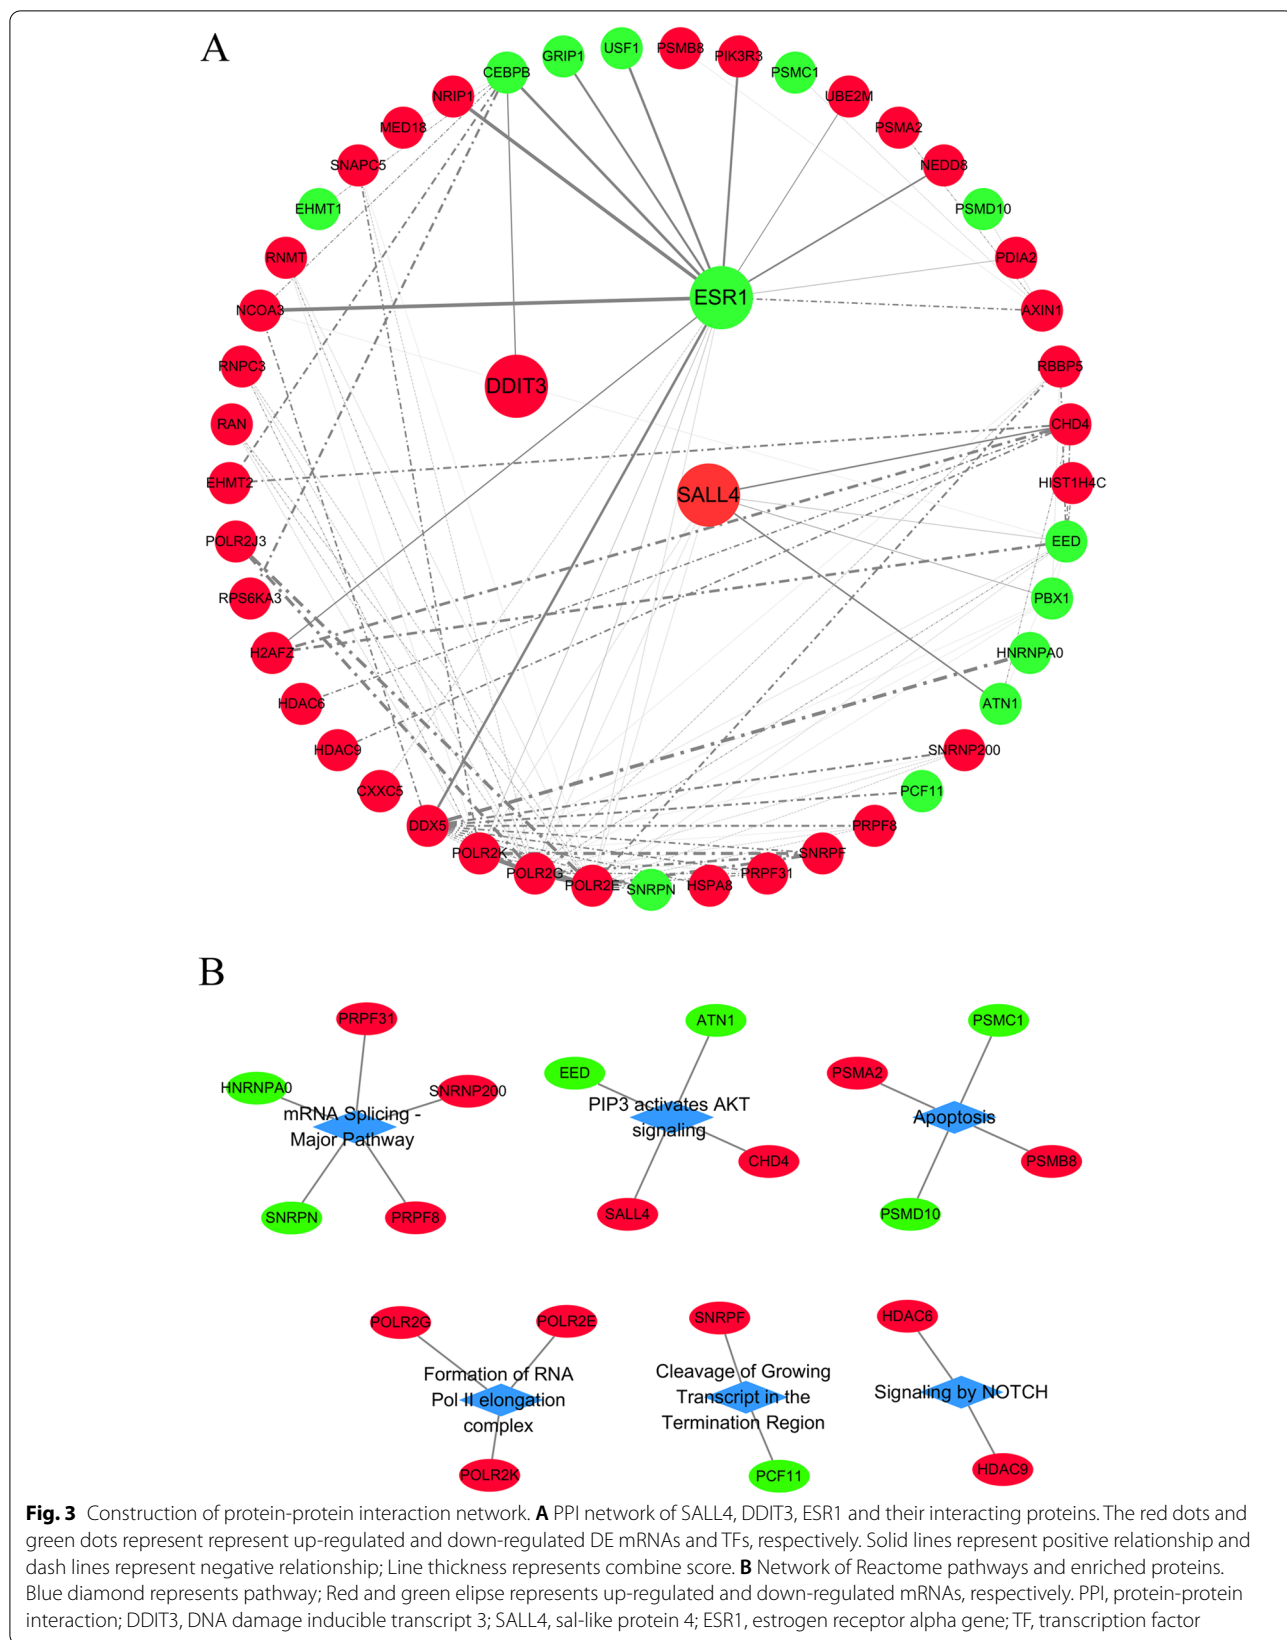 A
USF1
PSMB8
GRIP1
PIK3R3
CEBPB
PSMC1
NRIP1
UBE2M
MED18
PSMA2
SNAPC5
NEDD8
EHMT1
PSMD10
RNMT
PDIA2
ESR1
NCOA3
AXIN1
RNPC3
RBBP5
DDIT3
RAN
CHD4
EHMT2
HIST1H4C
SALL4
POLR2J3
EED
RPS6KA3
PBX1
H2AFZ
HNRNPA0
HDAC6
ATN1
HDAC9
SNRNP200
CXXC5
PCF11
DDX5
PRPF8
POLR2K
SNRPF
POLR2G
PRPF31
POLR2E
SNRPN
HSPA8
B
PRPF31
HNRNPA0
SNRNP200
mRNA Splicing -
Major Pathway
SNRPN
PRPF8
ATN1
EED
PIP3 activates AKT
signaling
CHD4
SALL4
PSMC1
PSMA2
Apoptosis
PSMB8
PSMD10
POLR2G
POLR2E
Formation of RNA
Pol II elongation
complex
POLR2K
SNRPF
Cleavage of Growing
Transcript in the
Termination Region
PCF11
HDAC6
Signaling by NOTCH
HDAC9
Fig. 3 Construction of protein-protein interaction network. A PPI network of SALL4, DDIT3, ESR1 and their interacting proteins. The red dots and
green dots represent represent up-regulated and down-regulated DE mRNAs and TFs, respectively. Solid lines represent positive relationship and
dash lines represent negative relationship; Line thickness represents combine score. B Network of Reactome pathways and enriched proteins.
Blue diamond represents pathway; Red and green elipse represents up-regulated and down-regulated mRNAs, respectively. PPI, protein-protein
interaction; DDIT3, DNA damage inducible transcript 3; SALL4, sal-like protein 4; ESR1, estrogen receptor alpha gene; TF, transcription factor